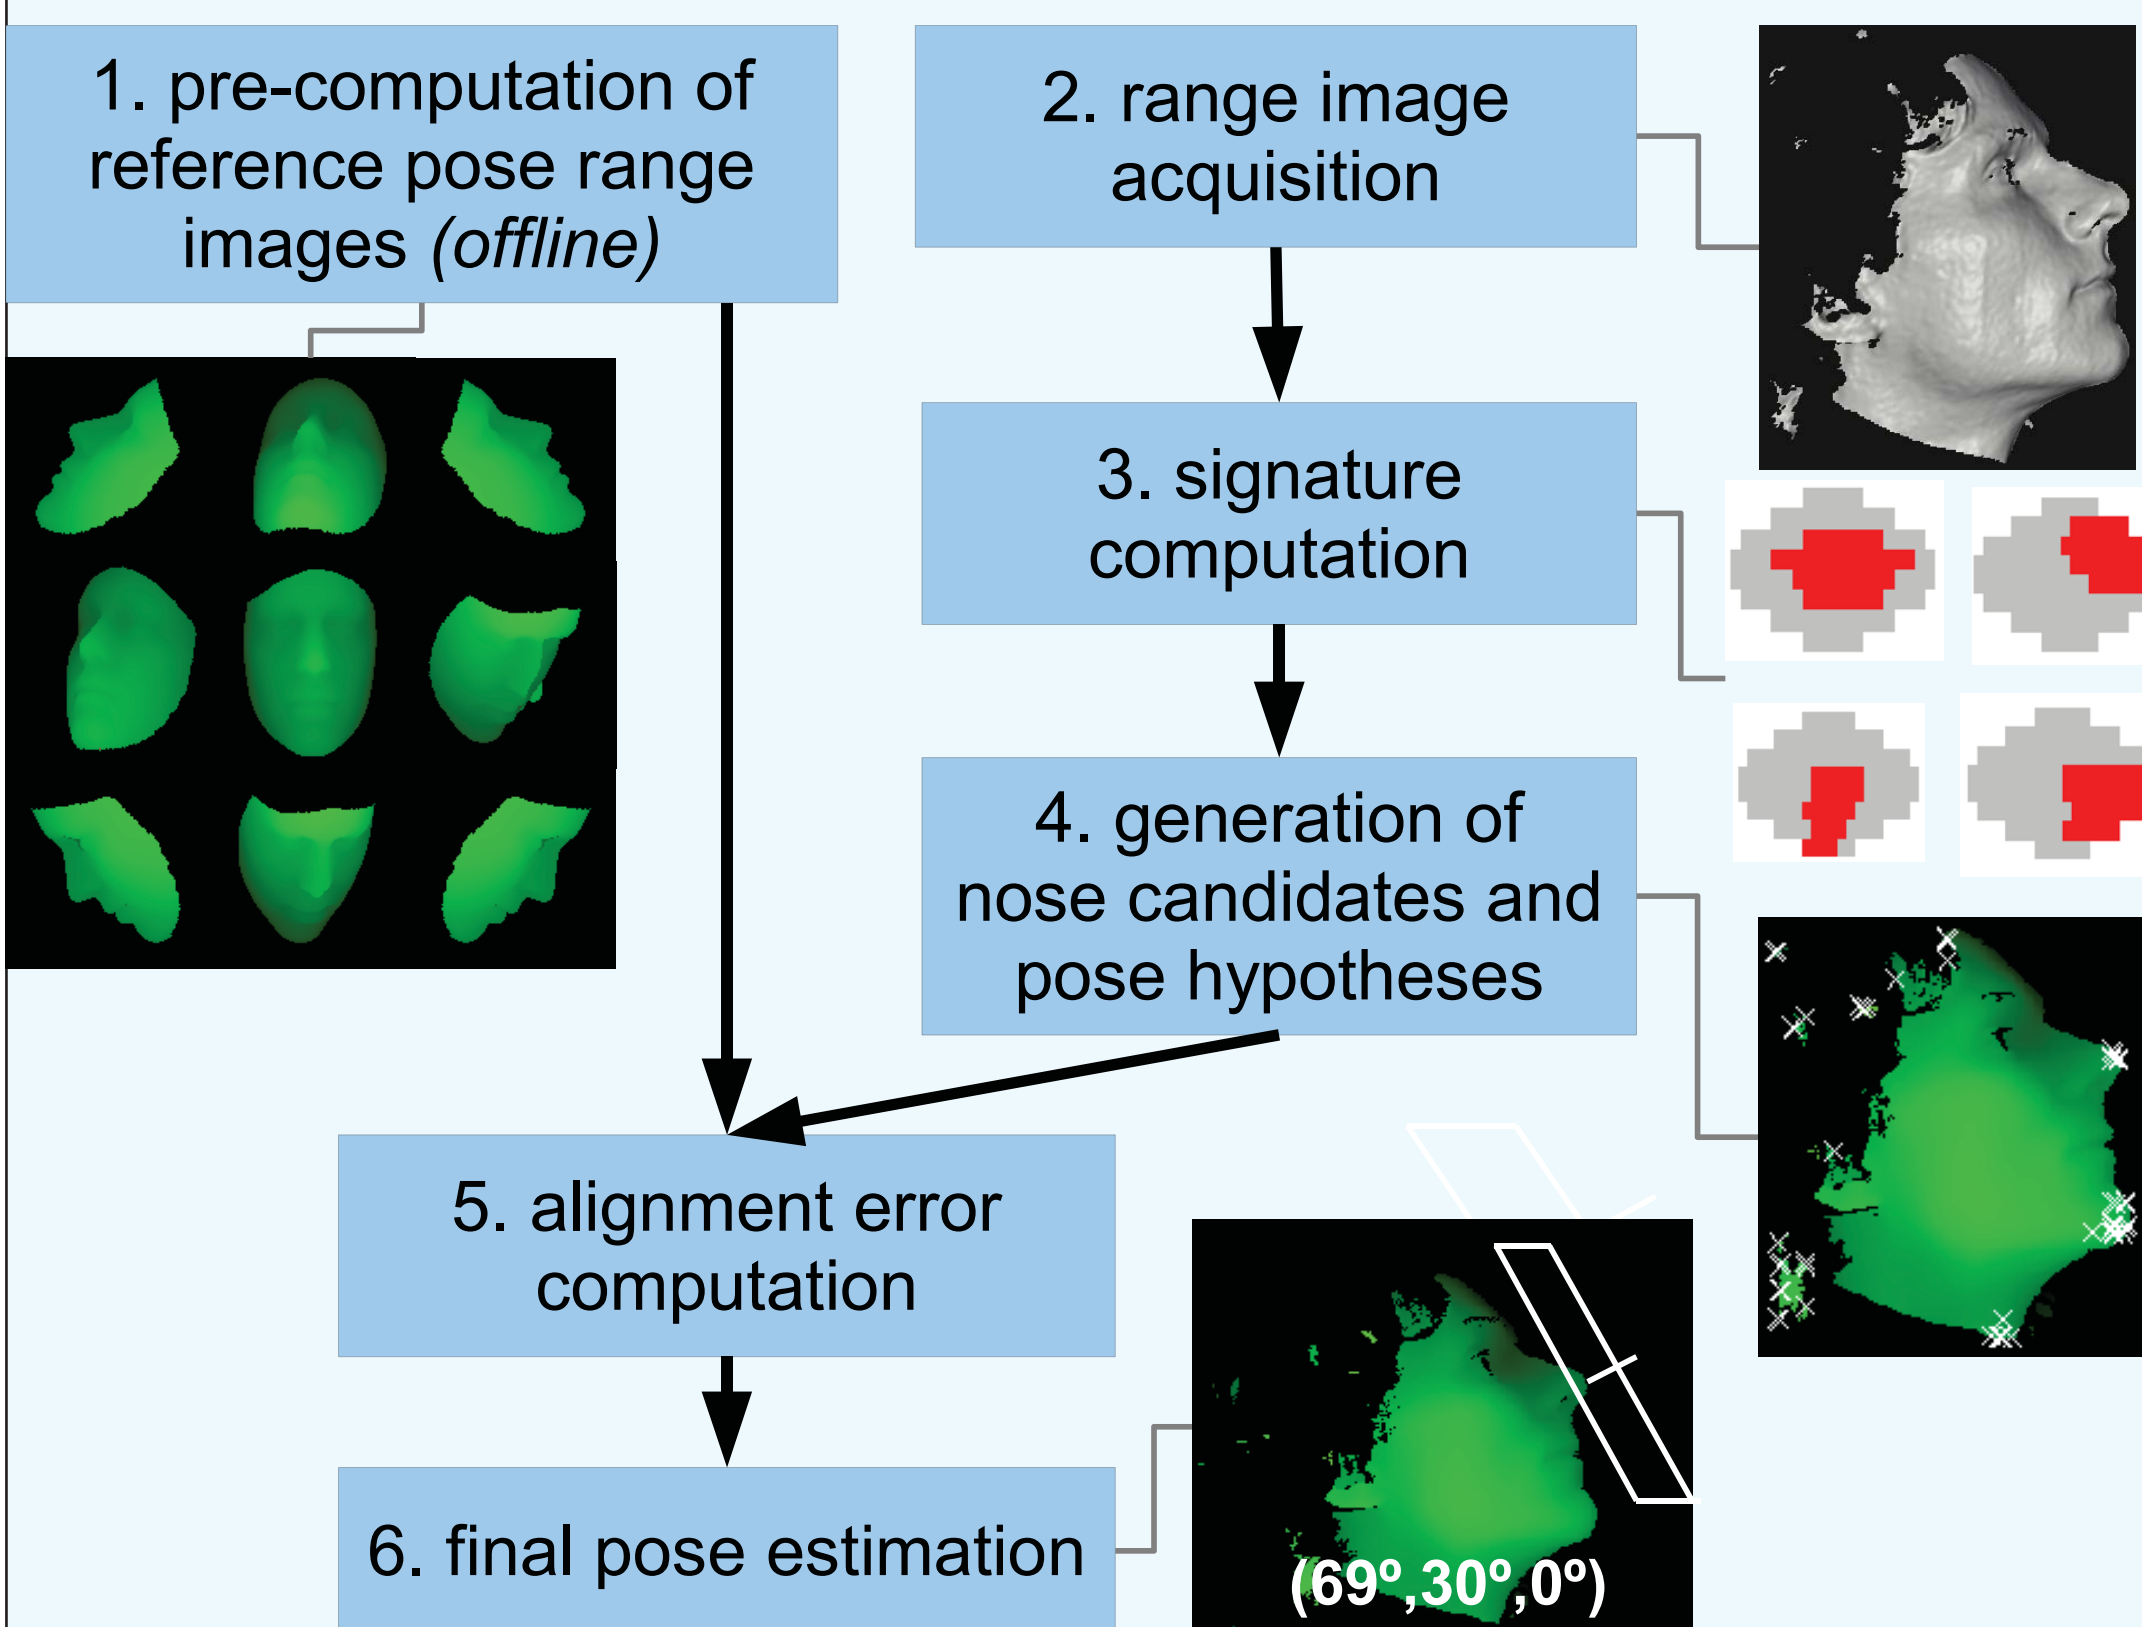 1. pre-computation of
reference pose range
images (offline)
2. range image
acquisition
3. signature
computation
4. generation of
nose candidates and
pose hypotheses
5. alignment error
computation
6. final pose estimation
(69º,30º,0º)